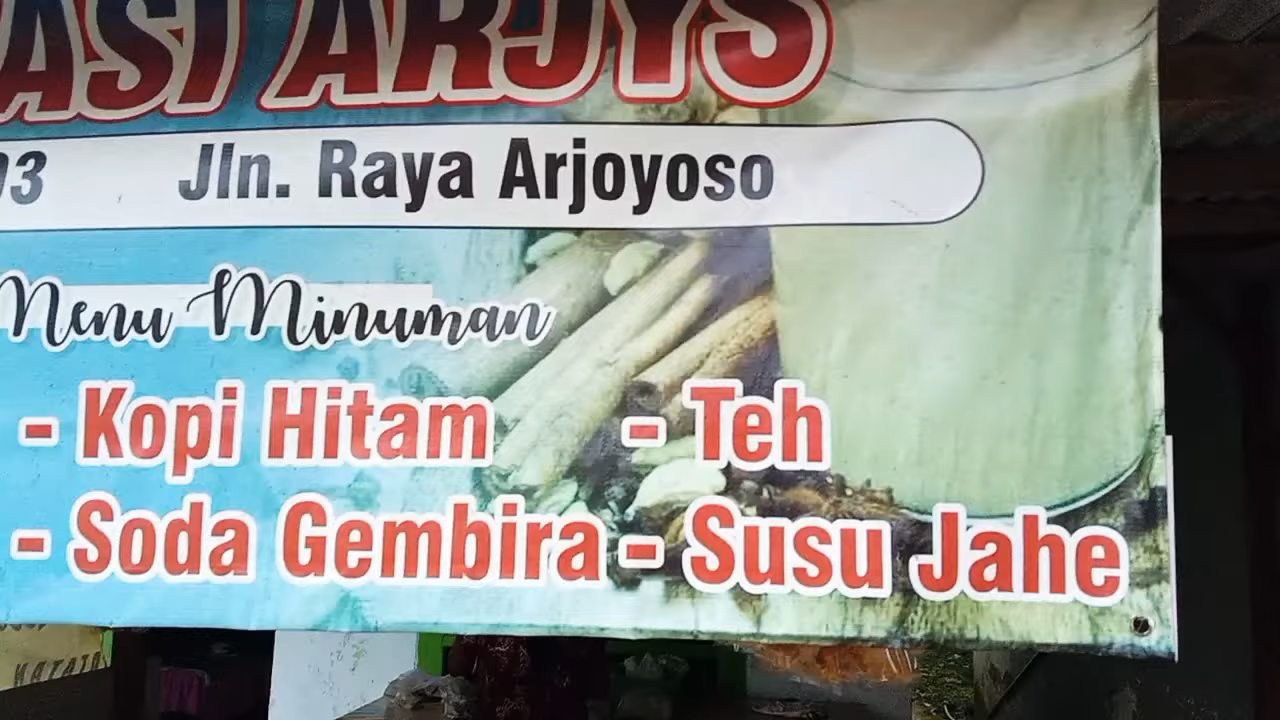 ASI ARJYS
03 Jln. Raya Arjoyoso
Menu Minuman
- Kopi Hitam - Teh
- Soda Gembira - Susu Jahe